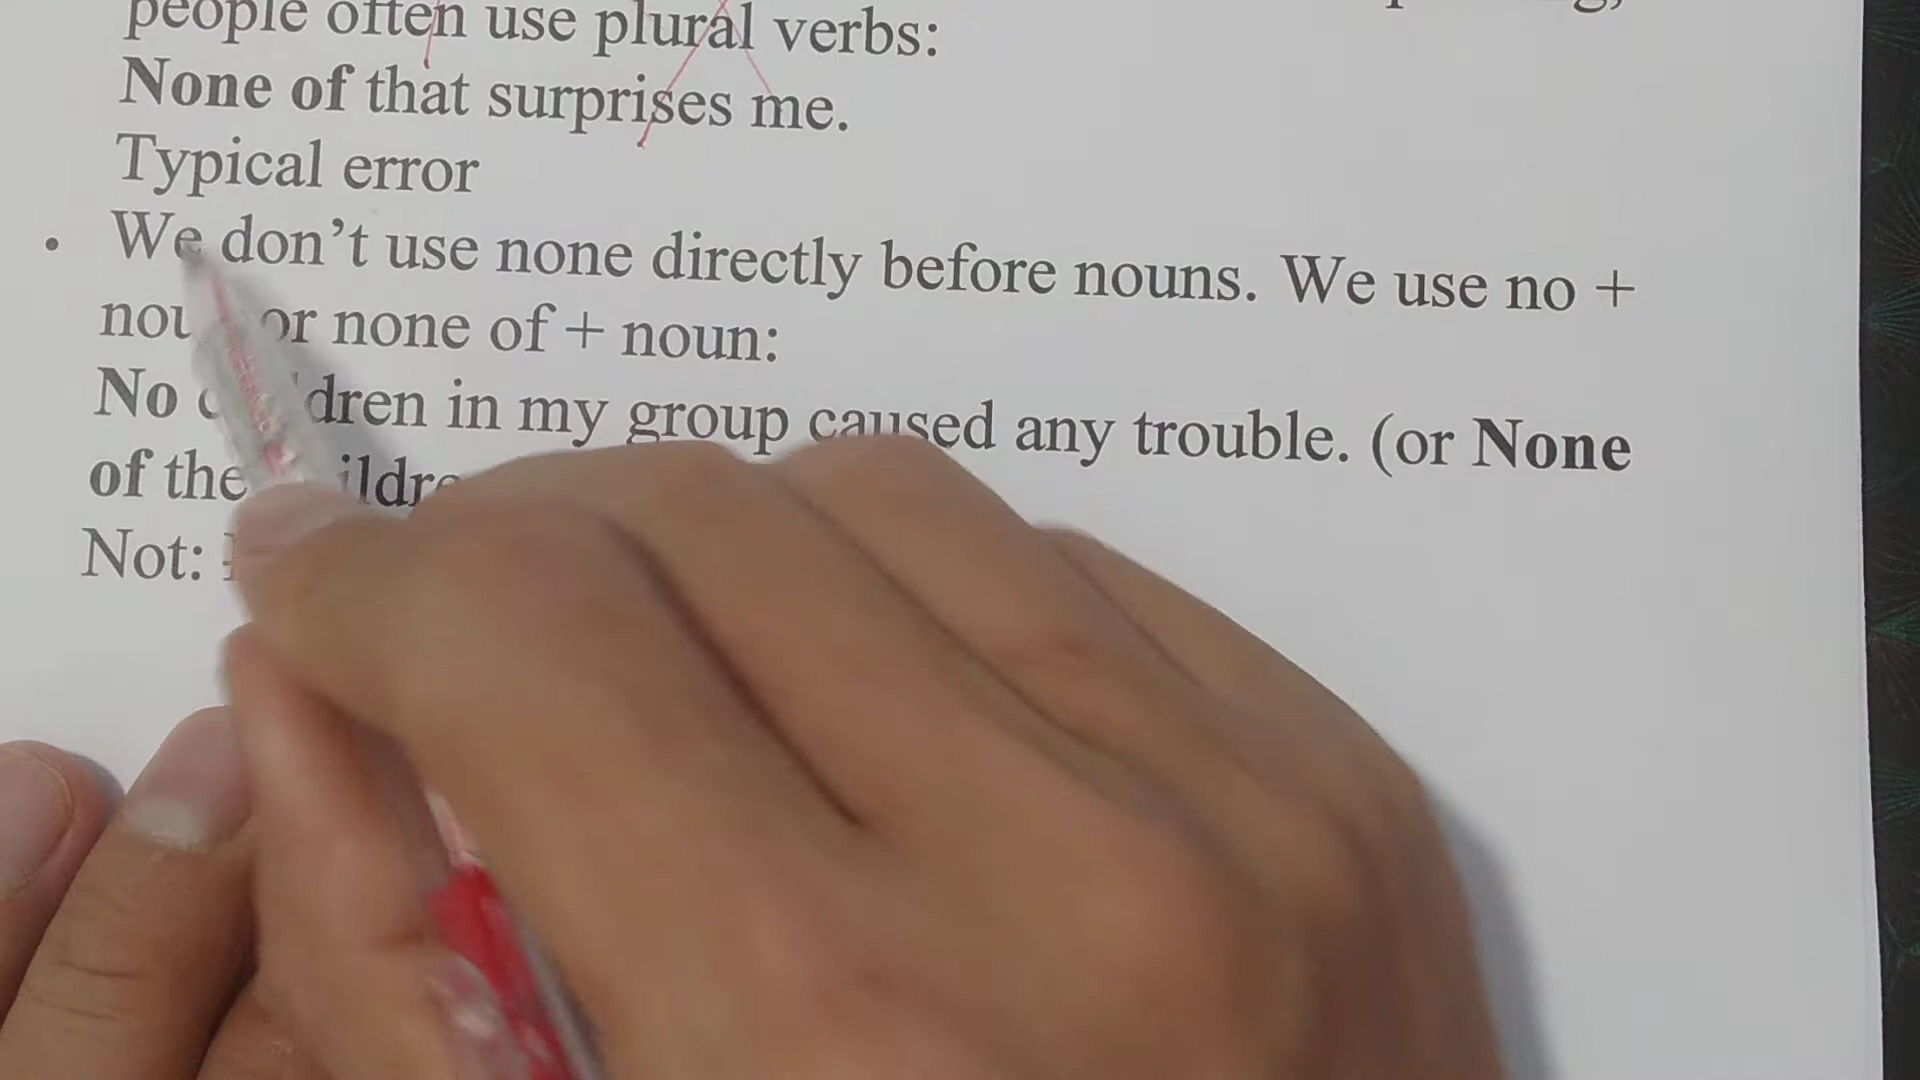 people often use plural verbs:
None of that surprises me.
Typical error
• We don’t use none directly before nouns. We use no +
or none of + noun:
No in my group caused any trouble. (or None
of the
Not: